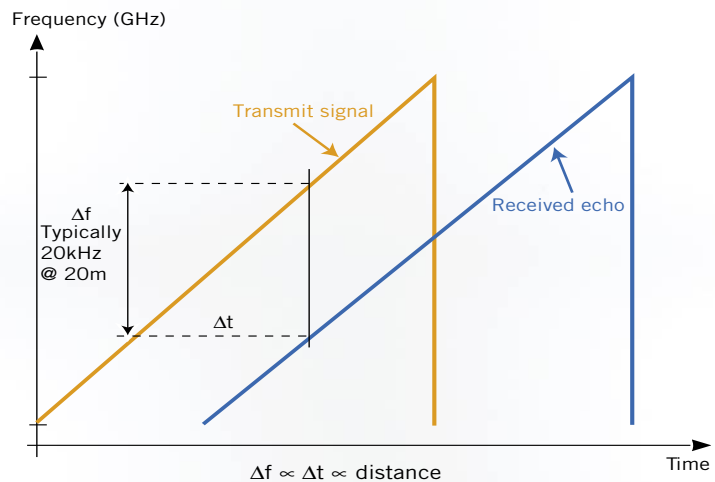 Frequency (GHz)
Transmit signal
Δf
Typically
20kHz
@ 20m
Received echo
Δt
Time
Δf ∝ Δt ∝ distance